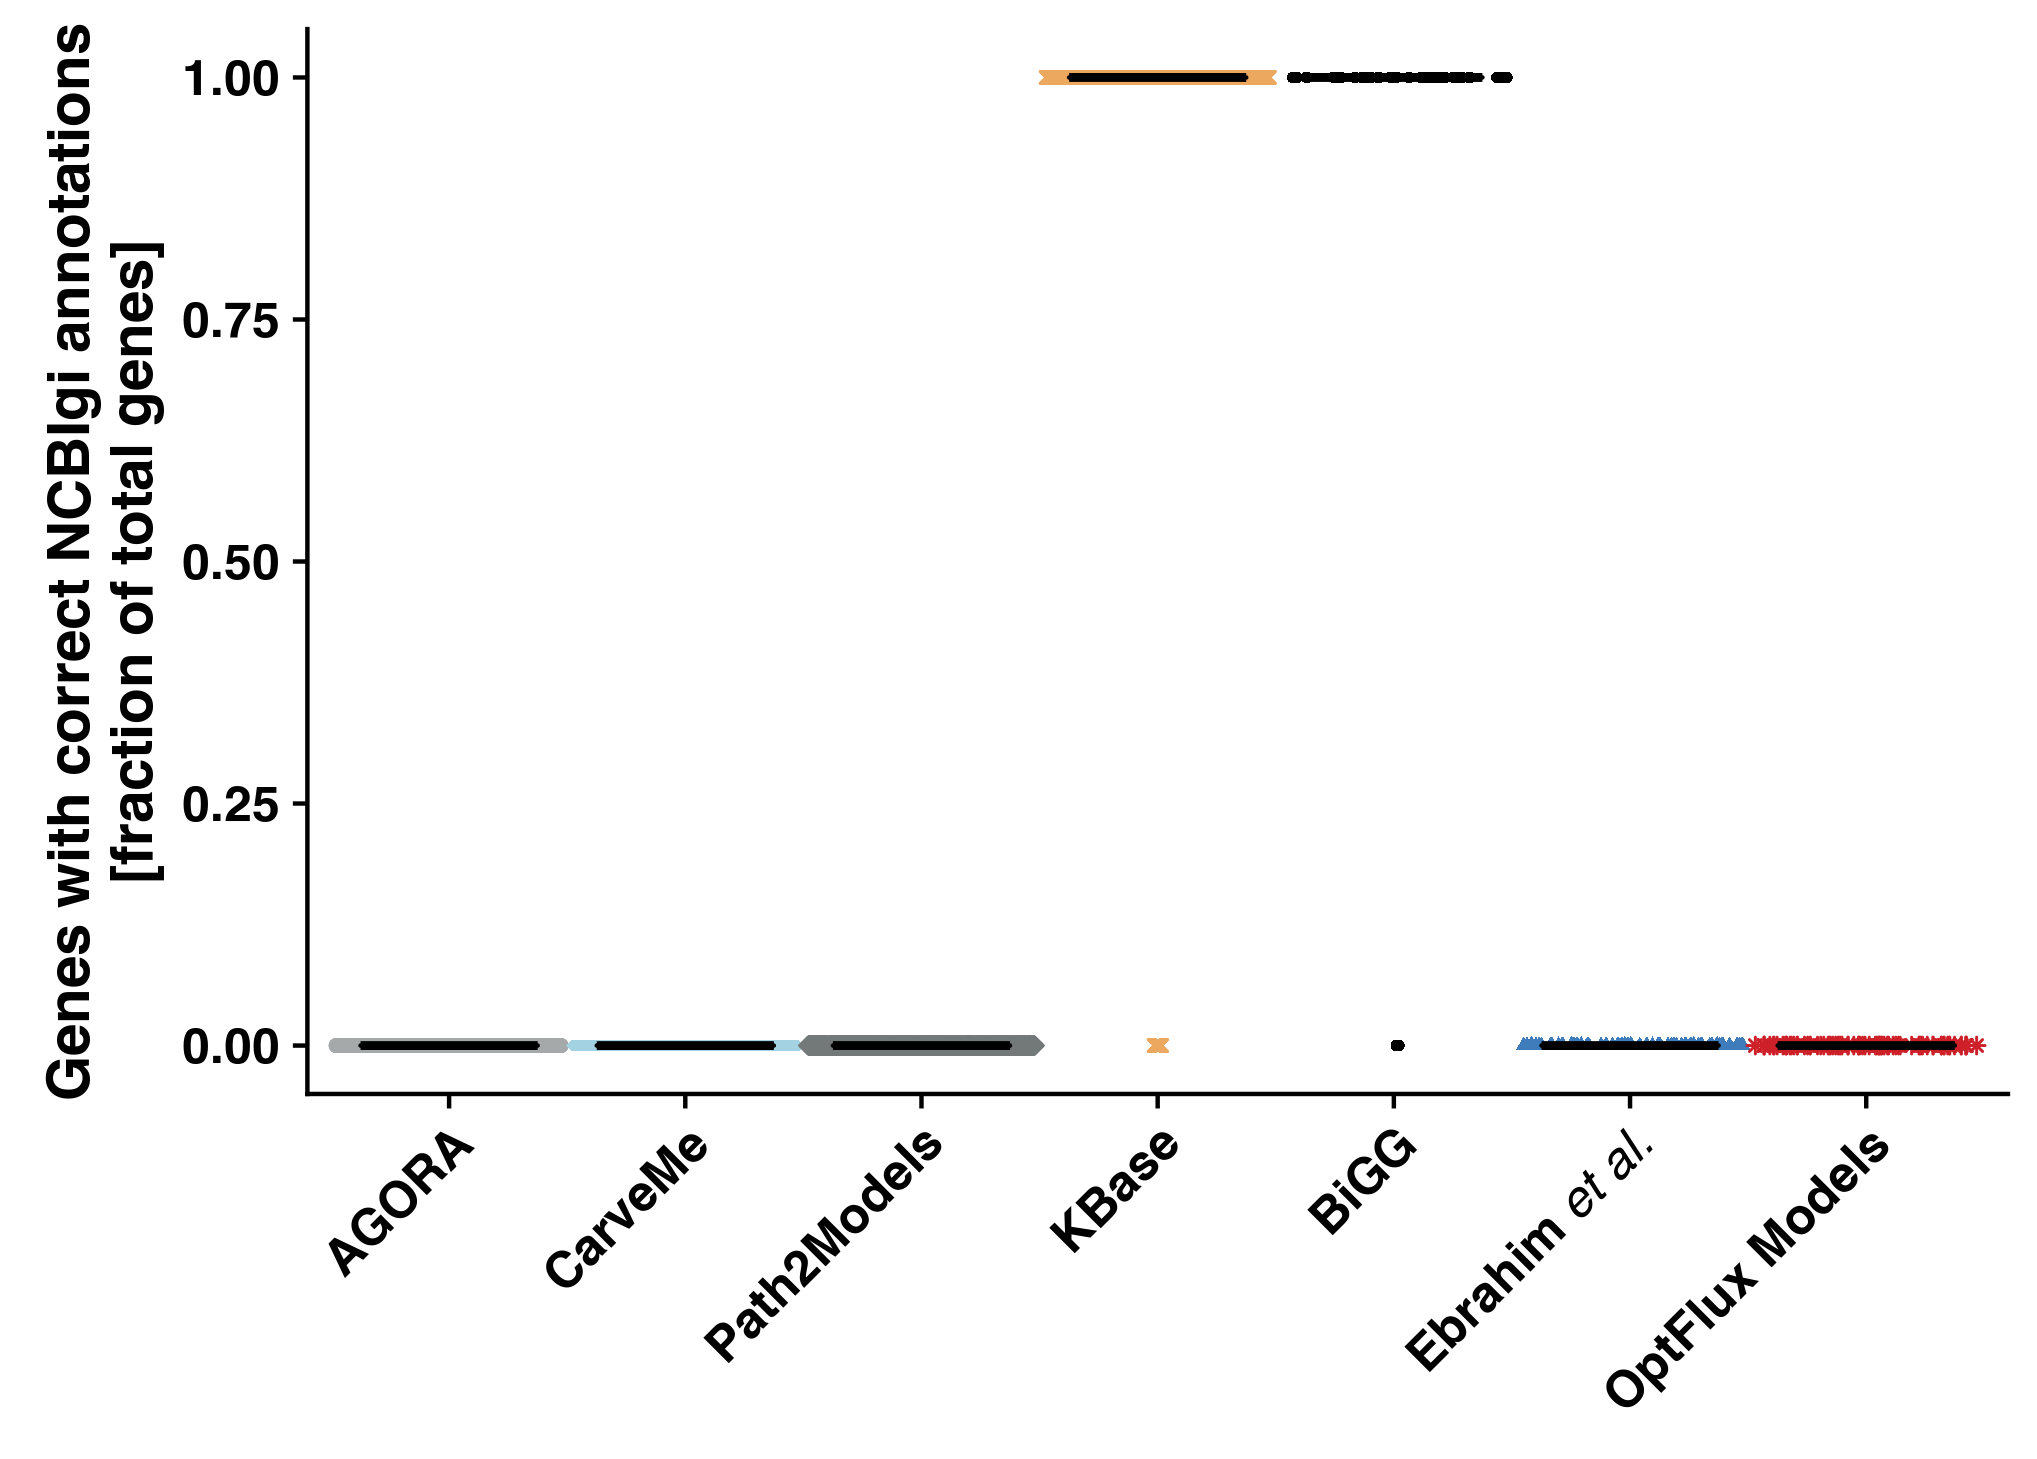 Genes with correct NCBIgi annotations
[fraction of total genes]
1.00
0.75
0.50
0.25
0.00
AGORA
CarveMe
Path2Models
KBase
BiGG
Ebrahim et al.
OptFlux Models